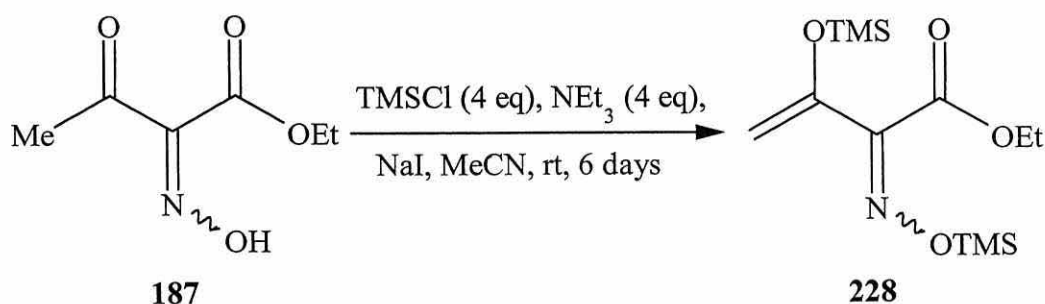 O
O
Me
OEt
N
OH
187
TMSCl (4 eq), NEt₃ (4 eq),
NaI, MeCN, rt, 6 days
OTMS
O
OEt
N
OTMS
228